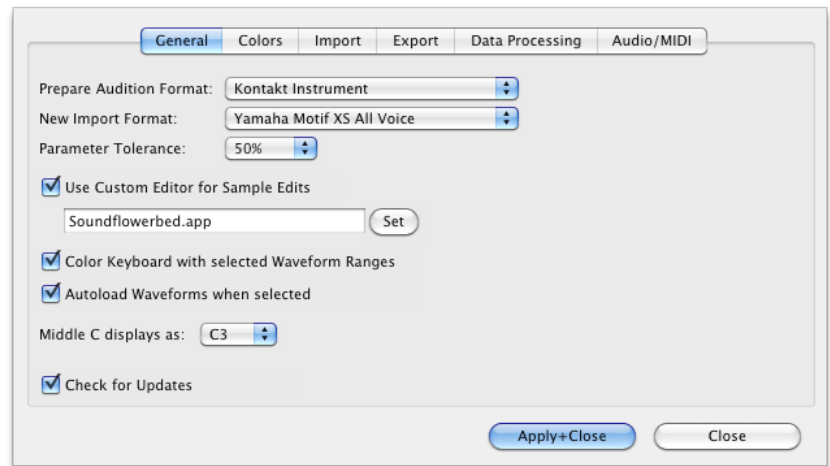 General Colors Import Export Data Processing Audio/MIDI
Prepare Audition Format: Kontakt Instrument
New Import Format: Yamaha Motif XS All Voice
Parameter Tolerance: 50%
Use Custom Editor for Sample Edits
Soundflowerbed.app Set
Color Keyboard with selected Waveform Ranges
Autoload Waveforms when selected
Middle C displays as: C3
Check for Updates
Apply+Close Close